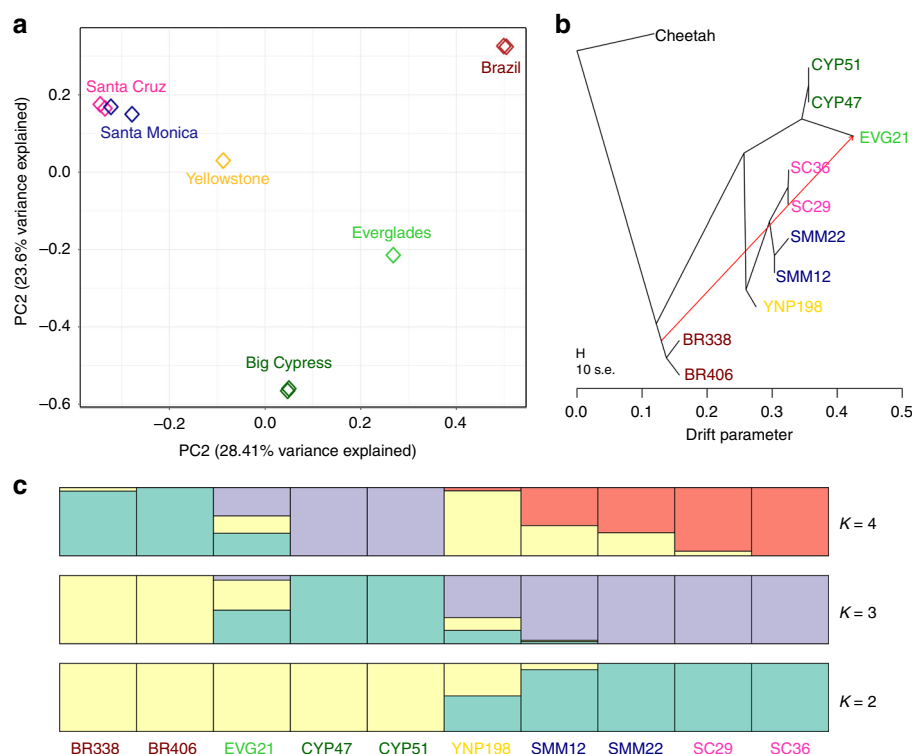 a
PC2 (23.6% variance explained)
0.2
0.0
−0.2
−0.4
−0.6
Brazil
Santa Cruz
Santa Monica
Yellowstone
Everglades
Big Cypress
−0.2
0.0
0.2
0.4
PC2 (28.41% variance explained)
b
Cheetah
CYP51
CYP47
EVG21
SC36
SC29
SMM22
SMM12
YNP198
BR338
BR406
H
10 s.e.
0.0
0.1
0.2
0.3
0.4
0.5
Drift parameter
c
K = 4
K = 3
K = 2
BR338
BR406
EVG21
CYP47
CYP51
YNP198
SMM12
SMM22
SC29
SC36